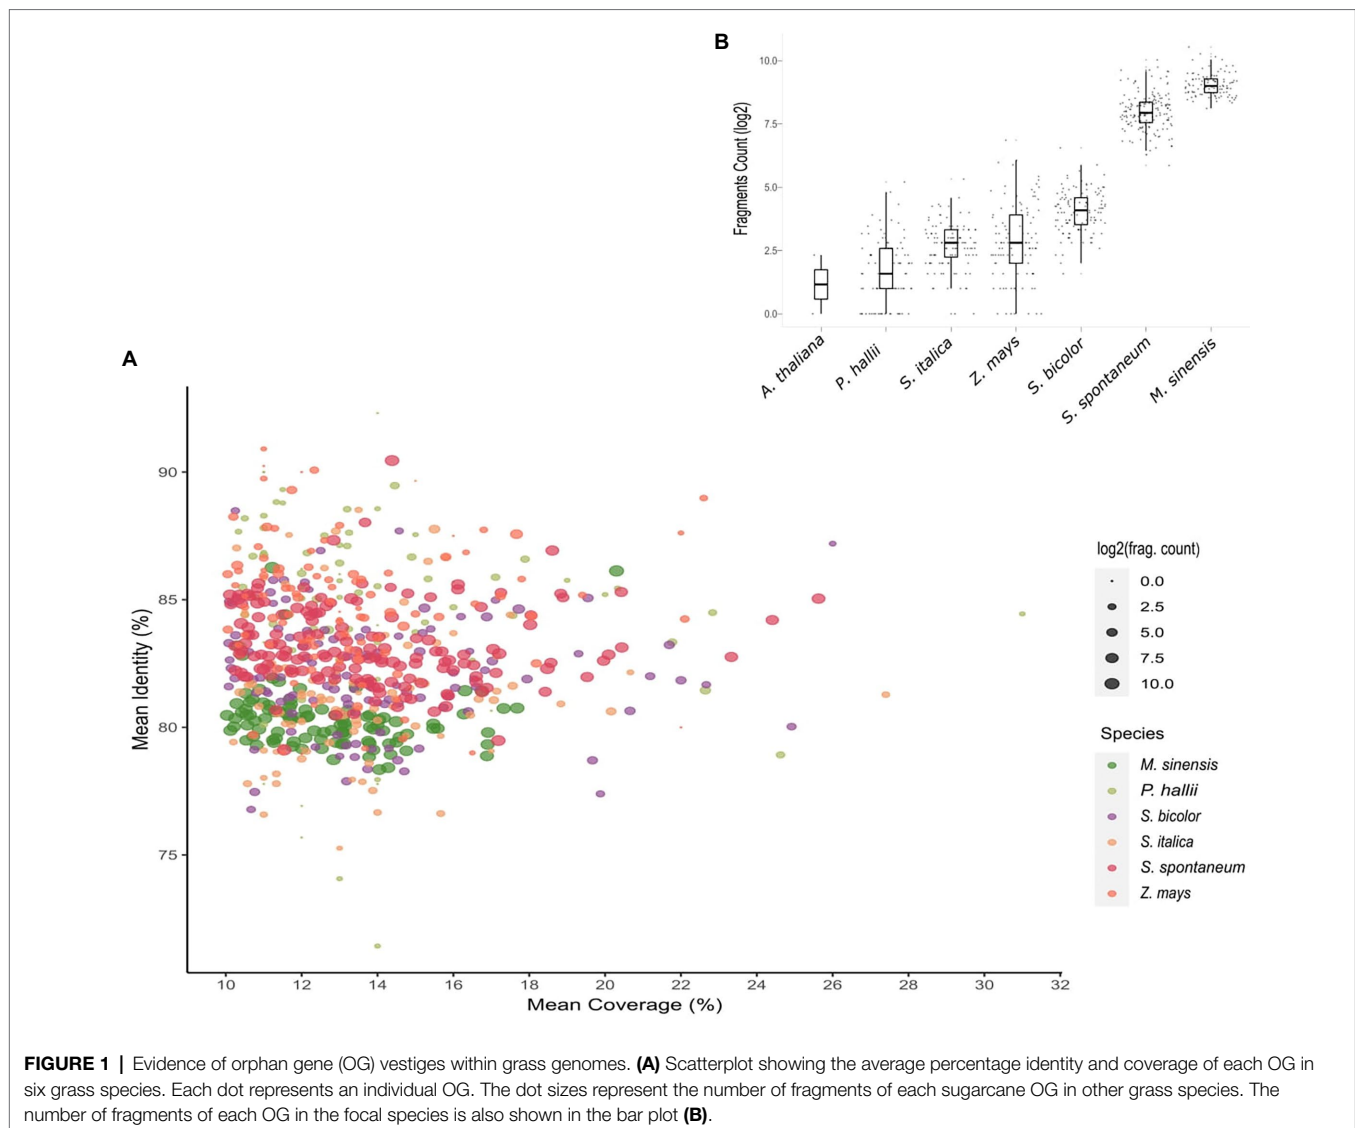 B
10.0
7.5
5.0
2.5
0.0
Fragments Count (log2)
A. thaliana
P. hallii
S. italica
Z. mays
S. bicolor
S. spontaneum
M. sinensis
A
90
85
80
75
Mean Identity (%)
10 12 14 16 18 20 22 24 26 28 30 32
Mean Coverage (%)
log2(frag. count)
0.0
2.5
5.0
7.5
10.0
Species
M. sinensis
P. hallii
S. bicolor
S. italica
S. spontaneum
Z. mays
FIGURE 1 | Evidence of orphan gene (OG) vestiges within grass genomes. (A) Scatterplot showing the average percentage identity and coverage of each OG in
six grass species. Each dot represents an individual OG. The dot sizes represent the number of fragments of each sugarcane OG in other grass species. The
number of fragments of each OG in the focal species is also shown in the bar plot (B).